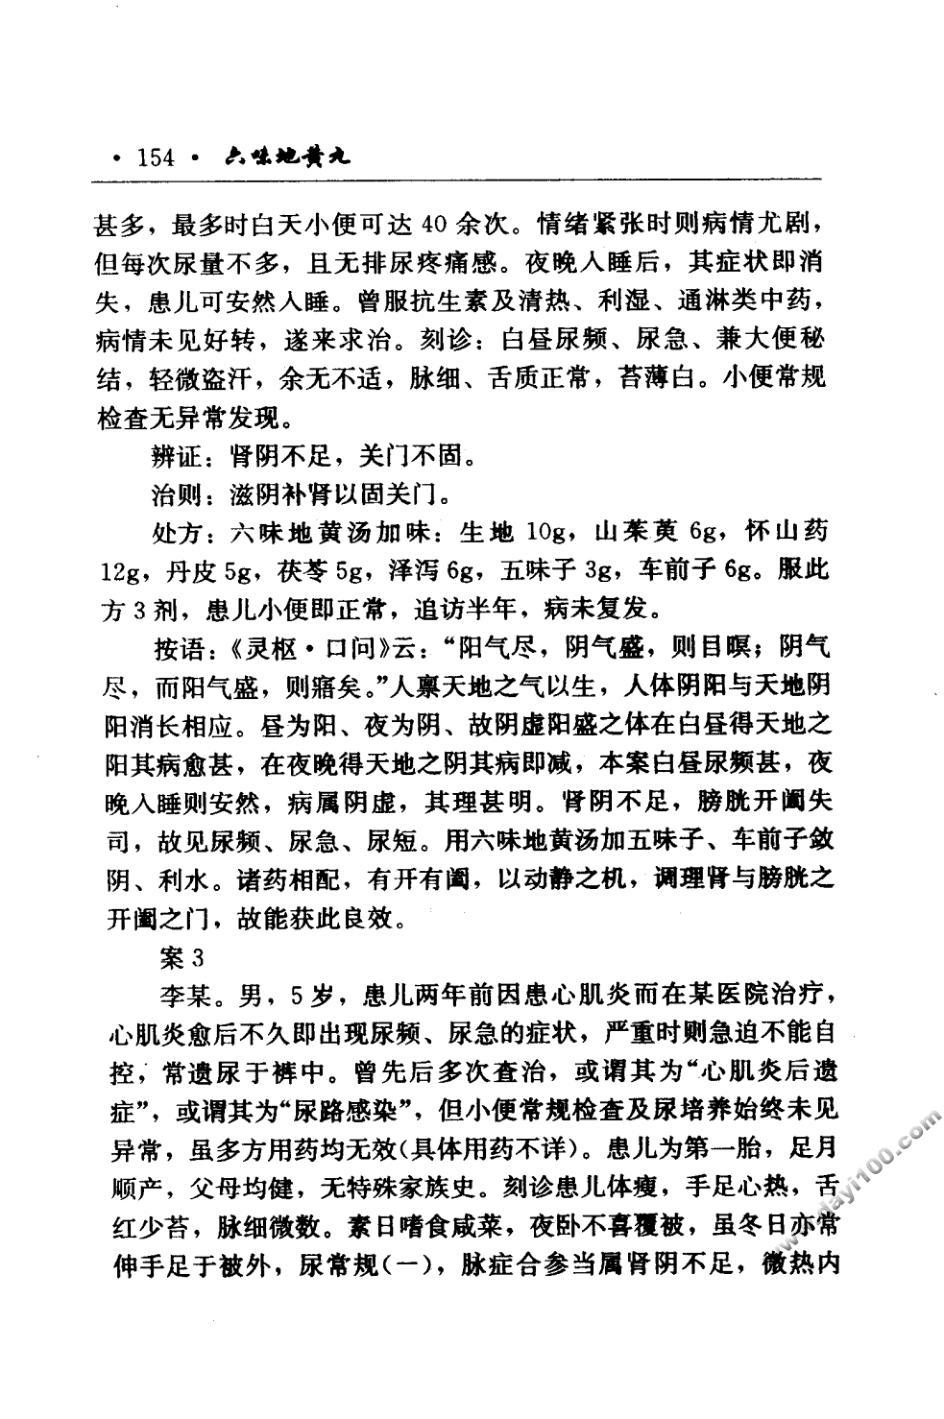 · 154 · 六味地黄丸
甚多，最多时白天小便可达 40 余次。情绪紧张时则病情尤剧，
但每次尿量不多，且无排尿疼痛感。夜晚入睡后，其症状即消
失，患儿可安然入睡。曾服抗生素及清热、利湿、通淋类中药，
病情未见好转，遂来求治。刻诊：白昼尿频、尿急、兼大便秘
结，轻微盗汗，余无不适，脉细、舌质正常，苔薄白。小便常规
检查无异常发现。
辨证：肾阴不足，关门不固。
治则：滋阴补肾以固关门。
处方：六味地黄汤加味：生地 10g，山茱萸 6g，怀山药
12g，丹皮 5g，茯苓 5g，泽泻 6g，五味子 3g，车前子 6g。服此
方 3 剂，患儿小便即正常，追访半年，病未复发。
按语：《灵枢·口问》云：“阳气尽，阴气盛，则目暝；阴气
尽，而阳气盛，则寤矣。”人禀天地之气以生，人体阴阳与天地阴
阳消长相应。昼为阳、夜为阴、故阴虚阳盛之体在白昼得天地之
阳其病愈甚，在夜晚得天地之阴其病即减，本案白昼尿频甚，夜
晚入睡则安然，病属阴虚，其理甚明。肾阴不足，膀胱开阖失
司，故见尿频、尿急、尿短。用六味地黄汤加五味子、车前子敛
阴、利水。诸药相配，有开有阖，以动静之机，调理肾与膀胱之
开阖之门，故能获此良效。
案 3
李某。男，5 岁，患儿两年前因患心肌炎而在某医院治疗，
心肌炎愈后不久即出现尿频、尿急的症状，严重时则急迫不能自
控，常遗尿于裤中。曾先后多次查治，或谓其为“心肌炎后遗
症”，或谓其为“尿路感染”，但小便常规检查及尿培养始终未见
异常，虽多方用药均无效(具体用药不详)。患儿为第一胎，足月
顺产，父母均健，无特殊家族史。刻诊患儿体瘦，手足心热，舌
红少苔，脉细微数。素日嗜食咸菜，夜卧不喜覆被，虽冬日亦常
伸手足于被外，尿常规(一)，脉症合参当属肾阴不足，微热内
www.dayi100.com